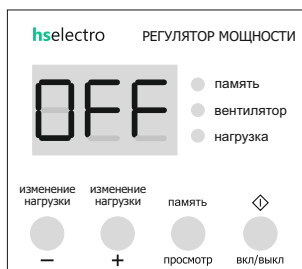 hselectro РЕГУЛЯТОР МОЩНОСТИ
OFF
память
вентилятор
нагрузка
изменение нагрузки
изменение нагрузки
память
− + просмотр вкл/выкл